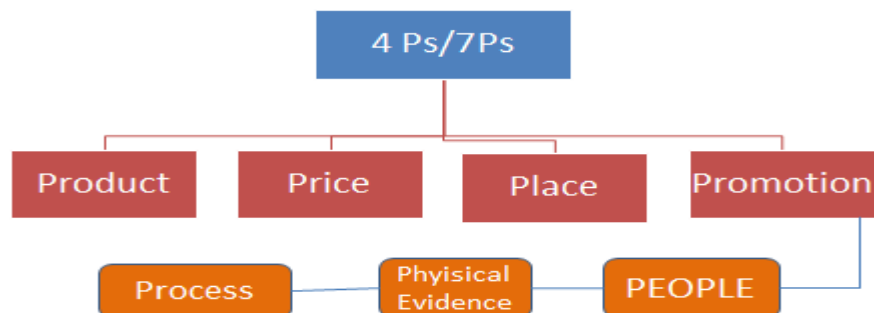 4 Ps/7Ps
Product
Price
Place
Promotion
Process
Phyisical
Evidence
PEOPLE